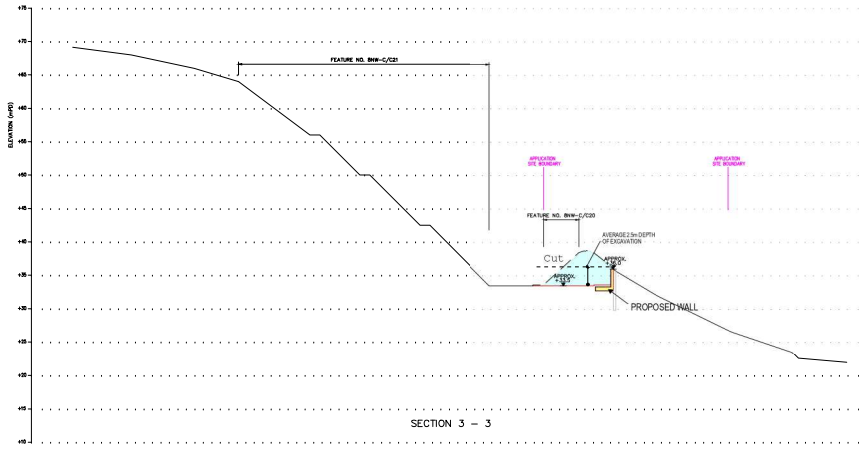 +75
+70
+65
+60
+55
+50
+45
+40
+35
+30
+25
+20
+15
+10
ELEVATION (mPD)
FEATURE NO. 8NW-C/C21
APPLICATION
SITE BOUNDARY
APPLICATION
SITE BOUNDARY
FEATURE NO. 8NW-C/C20
AVERAGE 2.5m DEPTH
OF EXCAVATION
Cut
APPROX.
+36.0
APPROX.
+33.5
PROPOSED WALL
SECTION 3 - 3